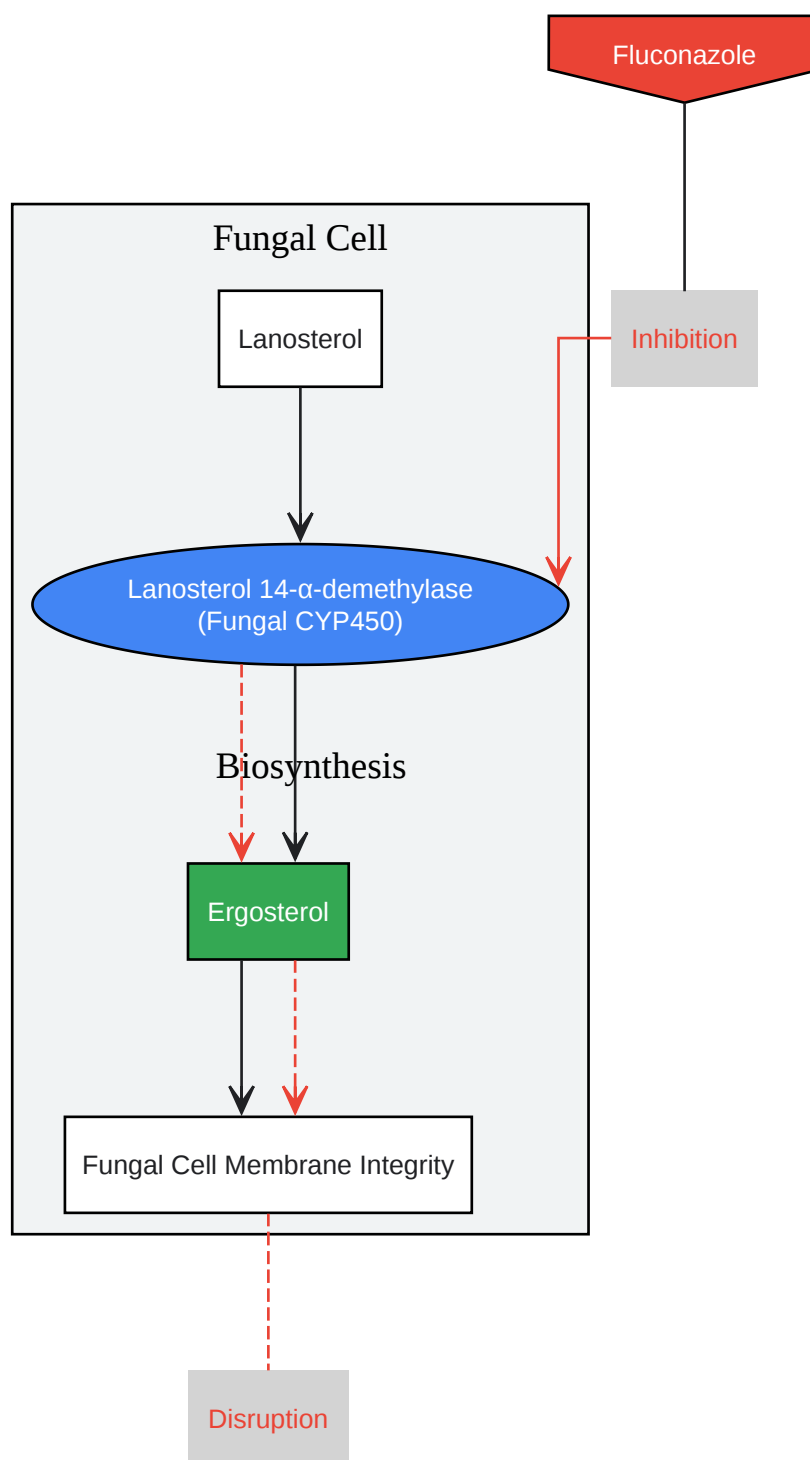 Fluconazole
Fungal Cell
Lanosterol
Inhibition
Lanosterol 14-α-demethylase
(Fungal CYP450)
Biosynthesis
Ergosterol
Fungal Cell Membrane Integrity
Disruption